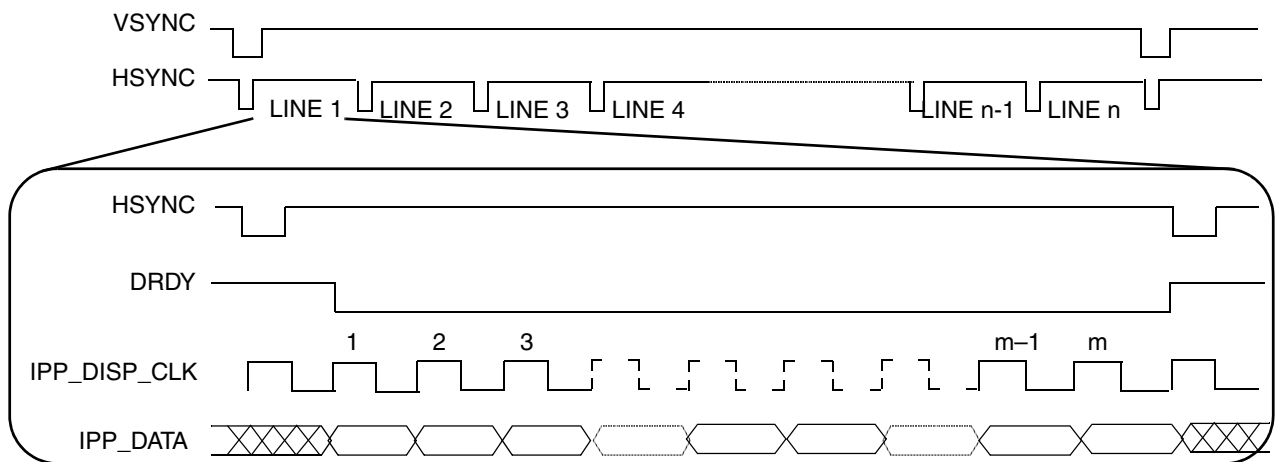 VSYNC
HSYNC
LINE 1 LINE 2 LINE 3 LINE 4 LINE n-1 LINE n
HSYNC
DRDY
1 2 3 m–1 m
IPP_DISP_CLK
IPP_DATA